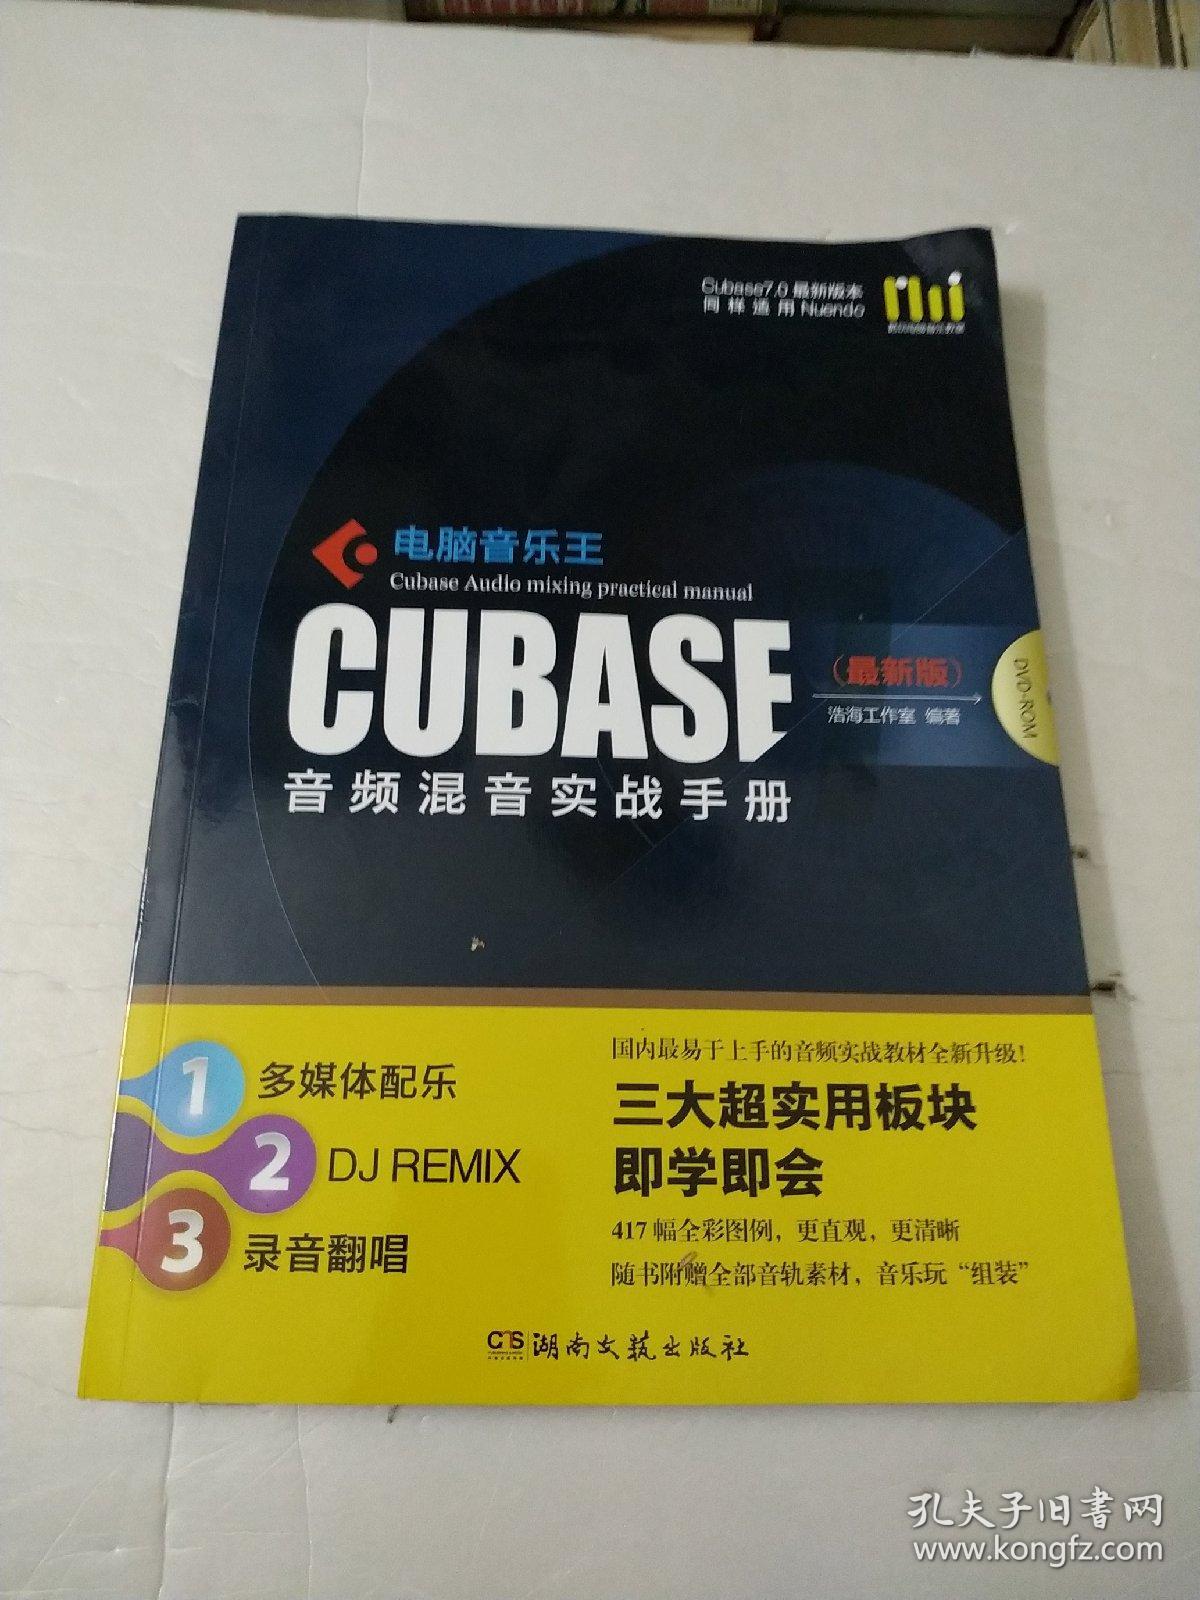 Cubase7.0 最新版本
同样适用Nuendo
电脑音乐王
Cubase Audio mixing practical manual
CUBASE
（最新版）
浩海工作室 编著
DVD-ROM
音频混音实战手册
1 多媒体配乐
2 DJ REMIX
3 录音翻唱
国内最易于上手的音频实战教材全新升级!
三大超实用板块
即学即会
417幅全彩图例，更直观，更清晰
随书附赠全部音轨素材，音乐玩“组装”
湖南文艺出版社
孔夫子旧书网
www.kongfz.com